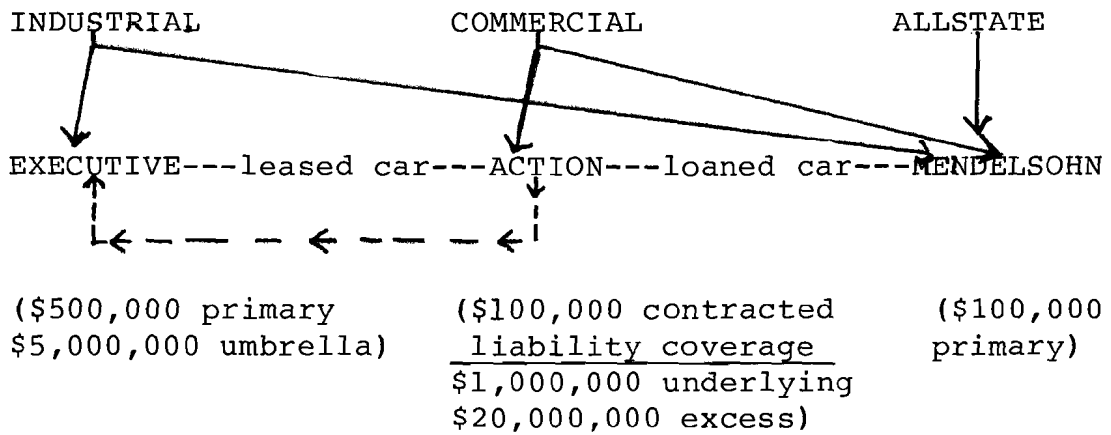 INDUSTRIAL COMMERCIAL ALLSTATE
EXECUTIVE---leased car---ACTION---loaned car---MENDELSOHN
($500,000 primary ($100,000 contracted ($100,000
$5,000,000 umbrella) liability coverage primary)
$1,000,000 underlying
$20,000,000 excess)